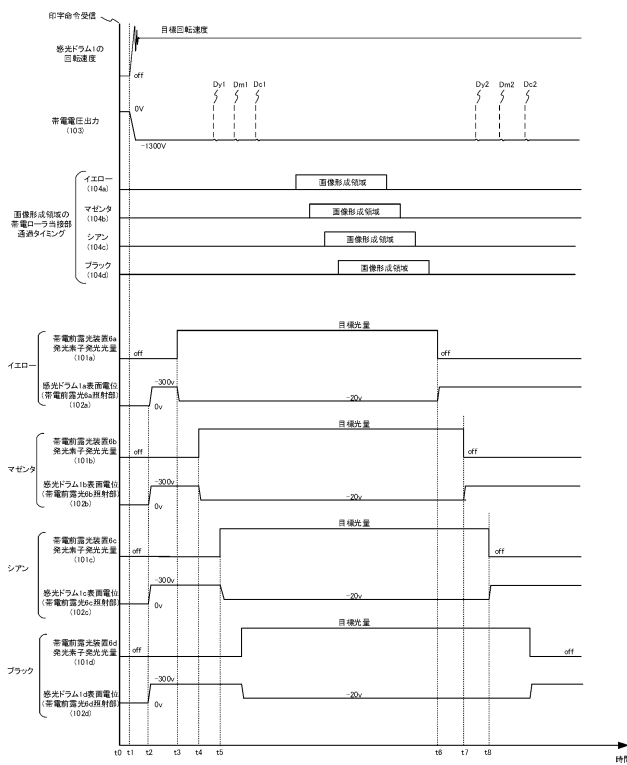 印字命令受信
感光ドラム1の
回転速度
目標回転速度
off
帯電電圧出力
(103)
0V
-1300V
Dy1
Dm1
Dc1
Dy2
Dm2
Dc2
画像形成領域の
帯電ローラ当接部
通過タイミング
イエロー
(104a)
画像形成領域
マゼンタ
(104b)
画像形成領域
シアン
(104c)
画像形成領域
ブラック
(104d)
画像形成領域
イエロー
帯電前露光装置6a
発光素子発光光量
(101a)
off
目標光量
off
感光ドラム1a表面電位
(帯電前露光6a照射部)
(102a)
-300v
0v
-20v
マゼンタ
帯電前露光装置6b
発光素子発光光量
(101b)
off
目標光量
off
感光ドラム1b表面電位
(帯電前露光6b照射部)
(102b)
-300v
0v
-20v
シアン
帯電前露光装置6c
発光素子発光光量
(101c)
off
目標光量
off
感光ドラム1c表面電位
(帯電前露光6c照射部)
(102c)
-300v
0v
-20v
ブラック
帯電前露光装置6d
発光素子発光光量
(101d)
off
目標光量
off
感光ドラム1d表面電位
(帯電前露光6d照射部)
(102d)
-300v
0v
-20v
t0 t1 t2 t3 t4 t5 t6 t7 t8
時間